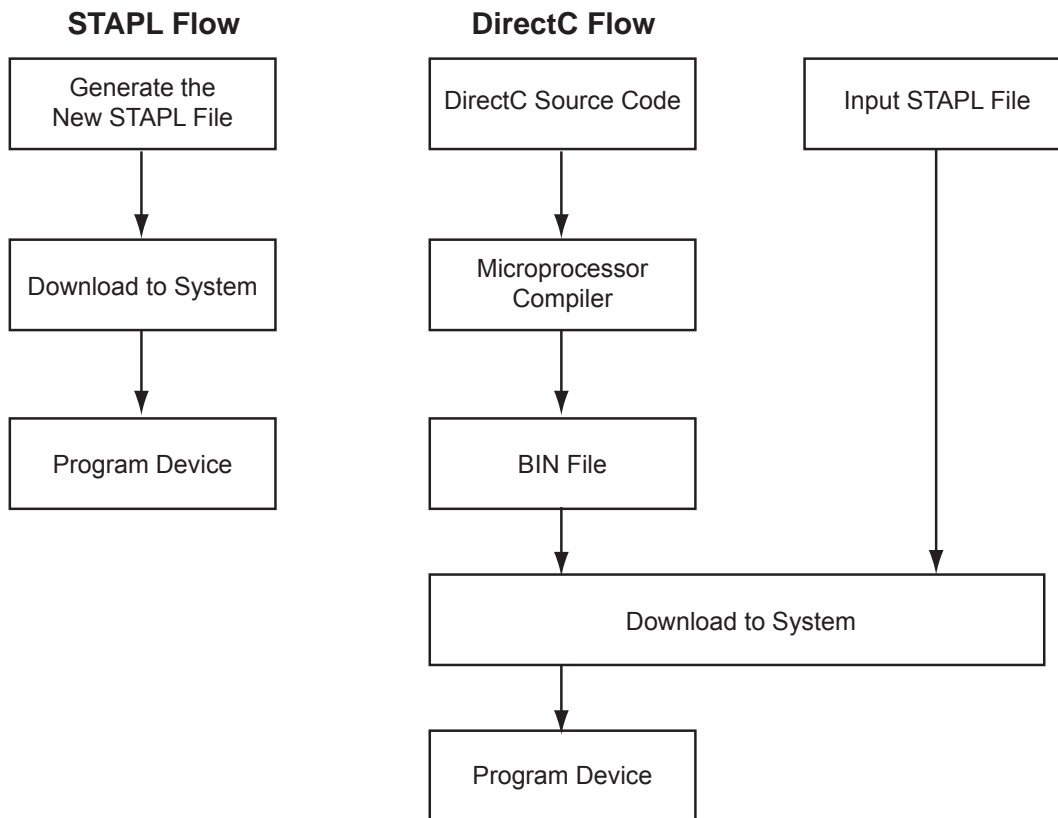 STAPL Flow
Generate the
New STAPL File
Download to System
Program Device
DirectC Flow
DirectC Source Code
Input STAPL File
Microprocessor
Compiler
BIN File
Download to System
Program Device